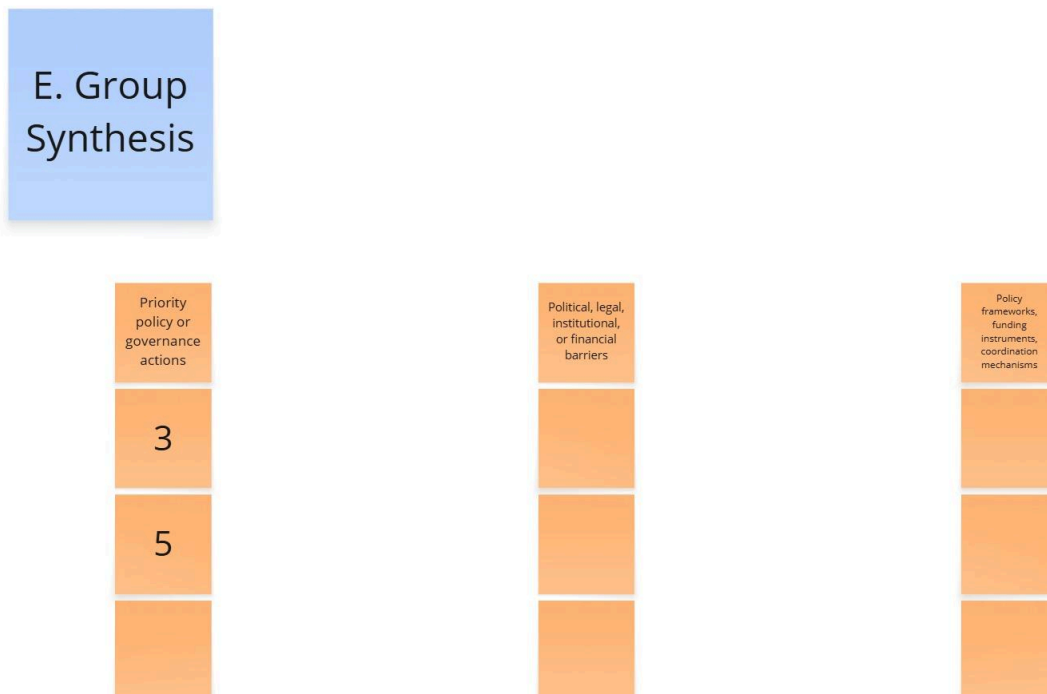 E. Group
Synthesis
Priority
policy or
governance
actions
Political, legal,
institutional,
or financial
barriers
Policy
frameworks,
funding
instruments,
coordination
mechanisms
3
5